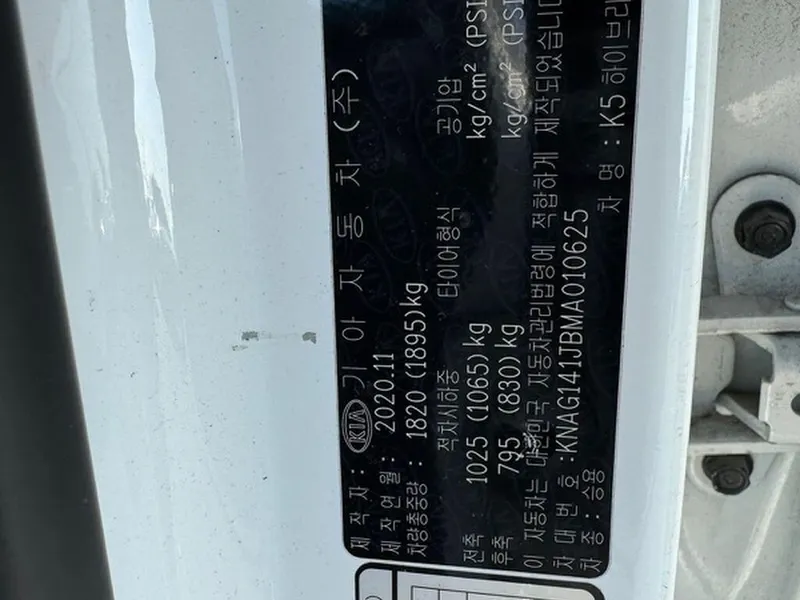 KIA 기 아 자 동 차 (주)
제 작 자 :
제 작 연 월 : 2020.11
차량총중량 : 1820 (1895)kg
적차시하중 타이어형식 공기압
전축 : 1025 (1065) kg kg/cm² (PSI
후축 : 795 (830) kg kg/cm² (PSI
이 자동차는 대한민국 자동차관리법령에 적합하게 제작되었습니다
차 대 번 호 : KNAG141JBMA010625
차 종 : 승용 차 명 : K5 하이브리